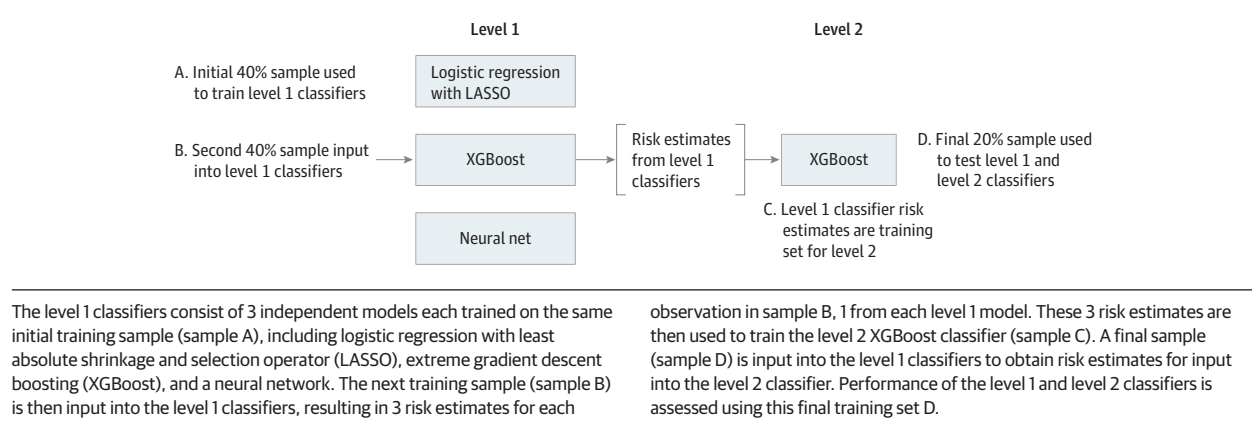 Level 1
Level 2
A. Initial 40% sample used
to train level 1 classifiers
Logistic regression
with LASSO
B. Second 40% sample input
into level 1 classifiers
XGBoost
Risk estimates
from level 1
classifiers
XGBoost
D. Final 20% sample used
to test level 1 and
level 2 classifiers
C. Level 1 classifier risk
estimates are training
set for level 2
Neural net
The level 1 classifiers consist of 3 independent models each trained on the same
initial training sample (sample A), including logistic regression with least
absolute shrinkage and selection operator (LASSO), extreme gradient descent
boosting (XGBoost), and a neural network. The next training sample (sample B)
is then input into the level 1 classifiers, resulting in 3 risk estimates for each
observation in sample B, 1 from each level 1 model. These 3 risk estimates are
then used to train the level 2 XGBoost classifier (sample C). A final sample
(sample D) is input into the level 1 classifiers to obtain risk estimates for input
into the level 2 classifier. Performance of the level 1 and level 2 classifiers is
assessed using this final training set D.